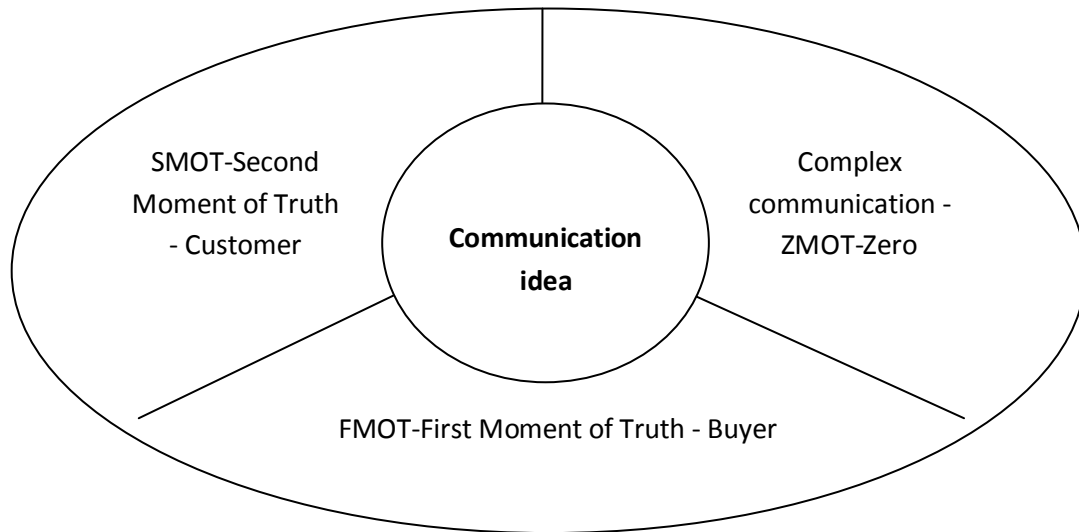 SMOT-Second
Moment of Truth
- Customer
Complex
communication -
ZMOT-Zero
Communication
idea
FMOT-First Moment of Truth - Buyer